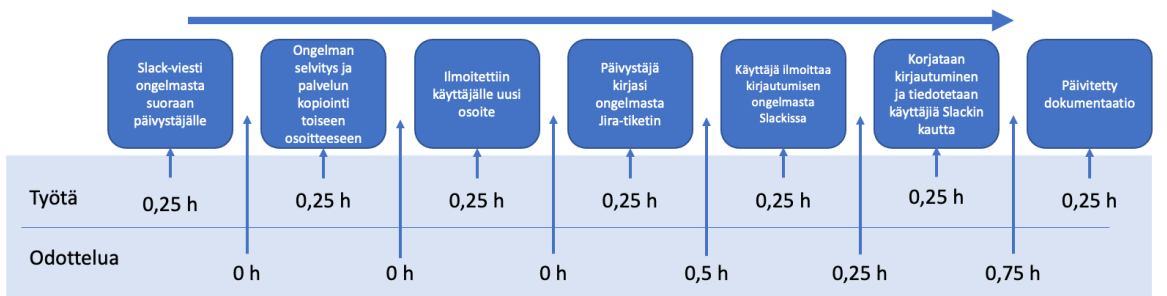 Slack-viesti
ongelmasta
suoraan
päivystäjälle
Ongelman
selvitys ja
palvelun
kopiointi
toiseen
osoitteeseen
Ilmoitettiin
käyttäjälle uusi
osoite
Päivystäjä
kirjasi
ongelmasta
Jira-tiketin
Käyttäjä ilmoittaa
kirjautumisen
ongelmasta
Slackissa
Korjataan
kirjautuminen
ja tiedotetaan
käyttäjiä Slackin
kautta
Päivitetty
dokumentaatio
Työtä
0,25 h
0,25 h
0,25 h
0,25 h
0,25 h
0,25 h
0,25 h
Odottelua
0 h
0 h
0 h
0,5 h
0,25 h
0,75 h